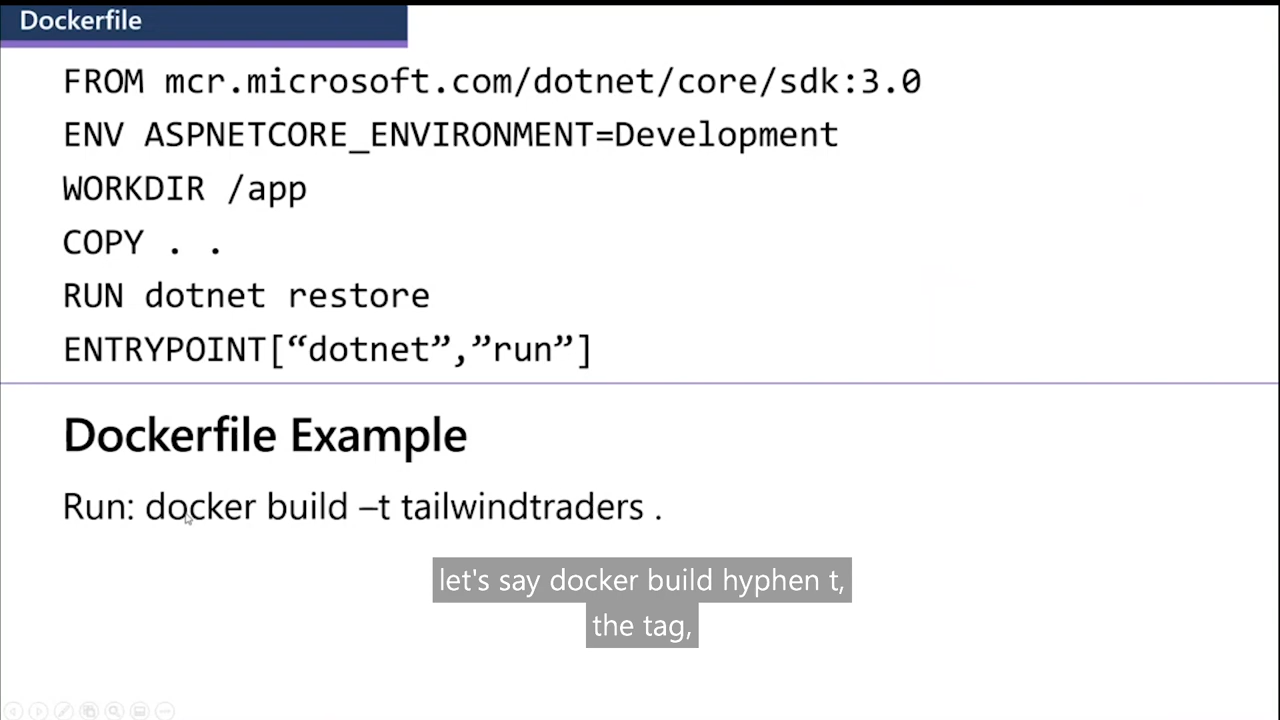 Dockerfile
FROM mcr.microsoft.com/dotnet/core/sdk:3.0
ENV ASPNETCORE_ENVIRONMENT=Development
WORKDIR /app
COPY . .
RUN dotnet restore
ENTRYPOINT[“dotnet”,”run”]
Dockerfile Example
Run: docker build –t tailwindtraders .
let's say docker build hyphen t,
the tag,